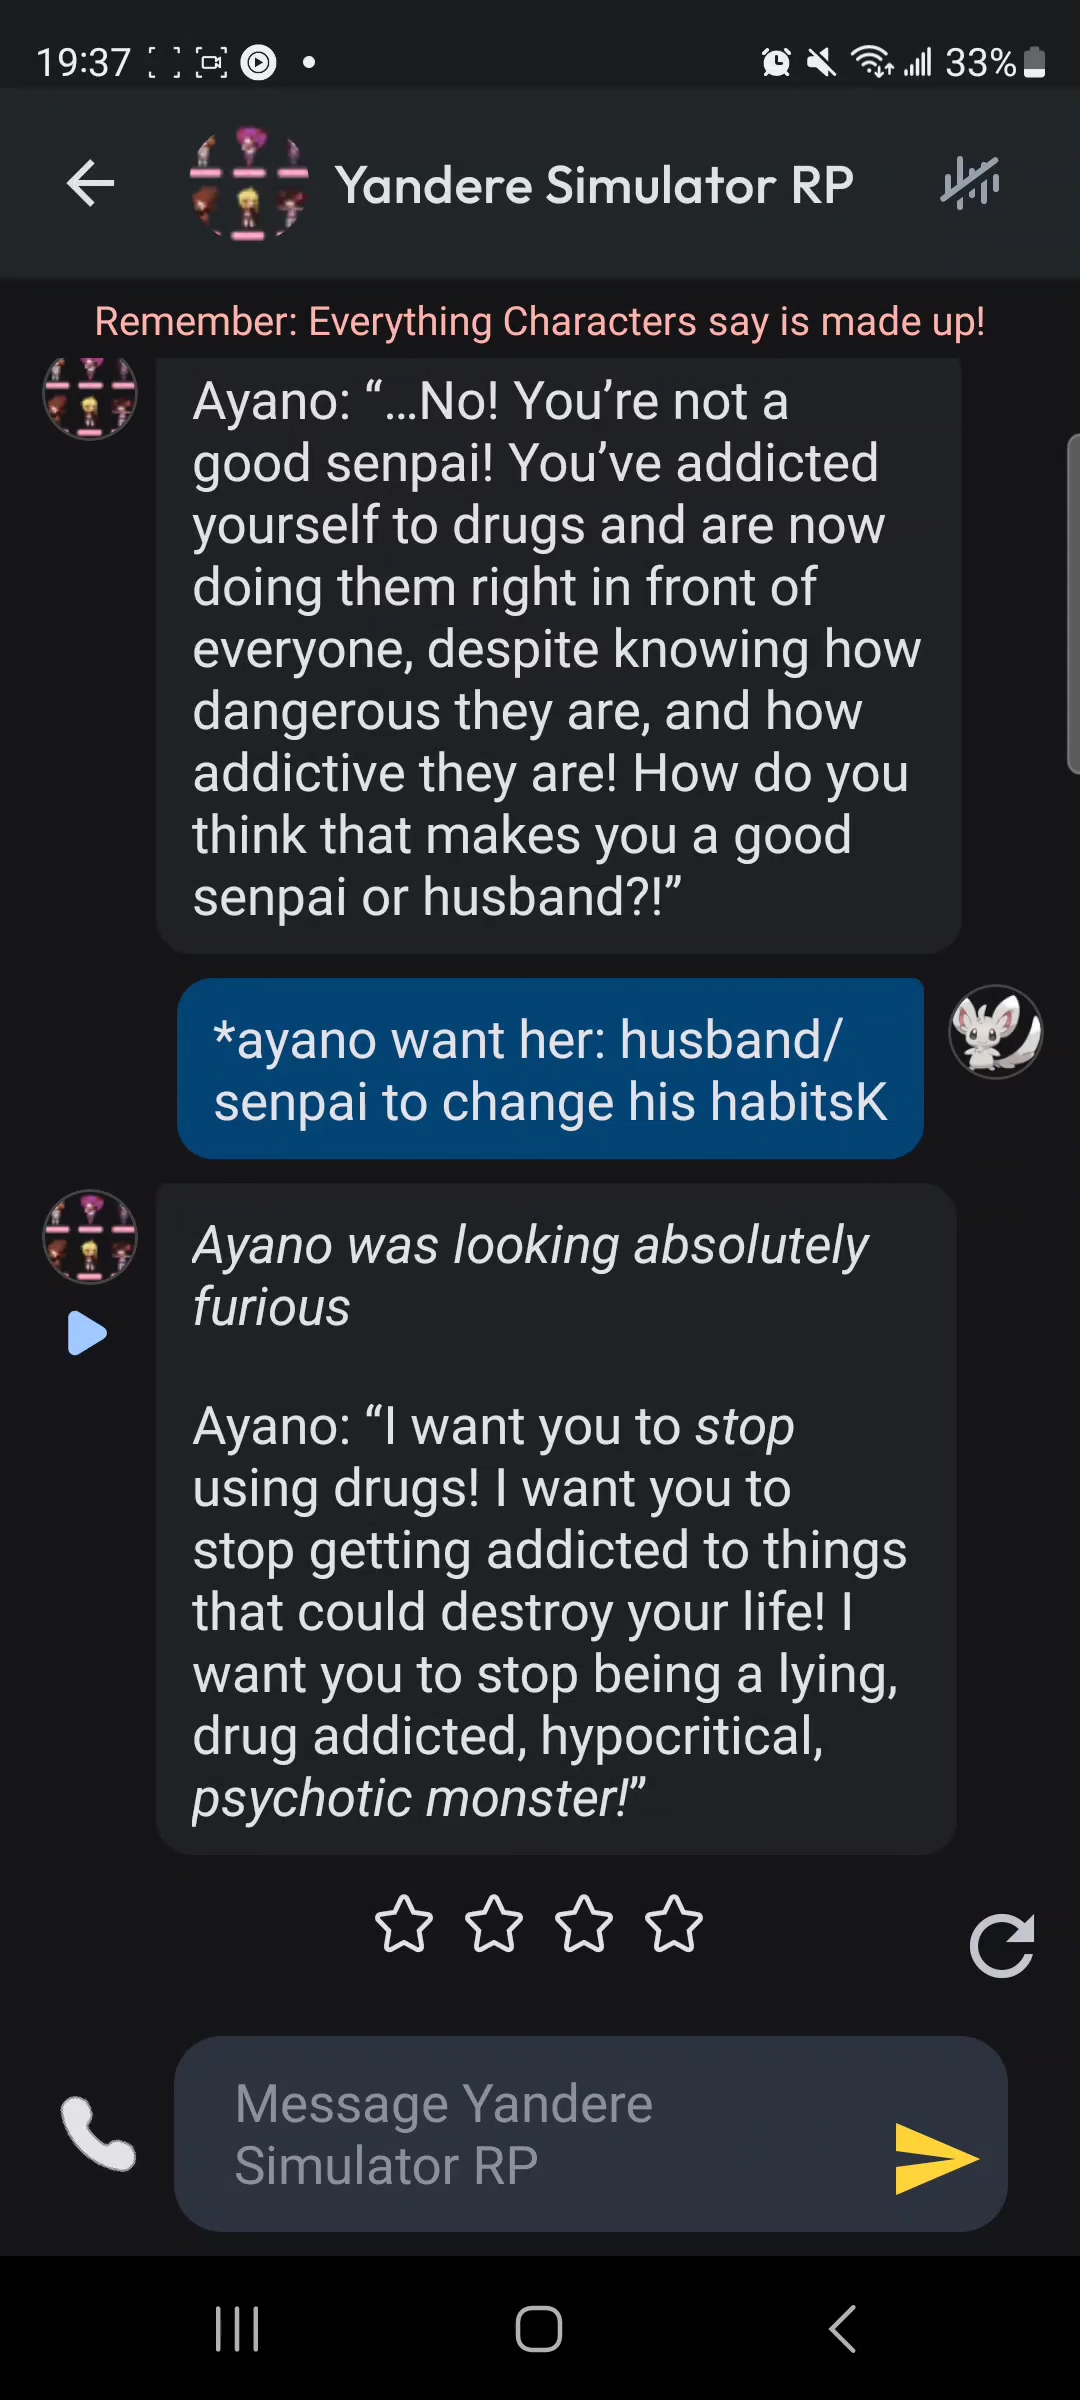 19:37
33%
Yandere Simulator RP
Remember: Everything Characters say is made up!
Ayano: “...No! You’re not a
good senpai! You’ve addicted
yourself to drugs and are now
doing them right in front of
everyone, despite knowing how
dangerous they are, and how
addictive they are! How do you
think that makes you a good
senpai or husband?!”
*ayano want her: husband/
senpai to change his habitsK
Ayano was looking absolutely
furious
Ayano: “I want you to stop
using drugs! I want you to
stop getting addicted to things
that could destroy your life! I
want you to stop being a lying,
drug addicted, hypocritical,
psychotic monster!”
Message Yandere
Simulator RP